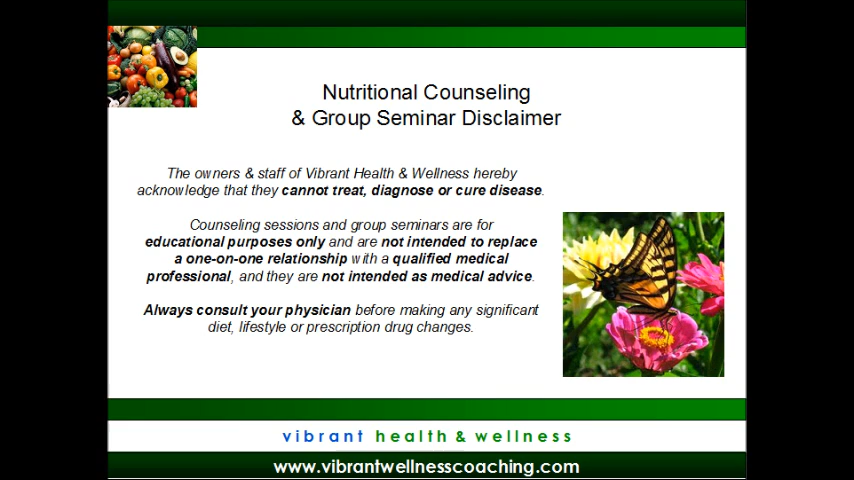 Nutritional Counseling
& Group Seminar Disclaimer
The owners & staff of Vibrant Health & Wellness hereby
acknowledge that they cannot treat, diagnose or cure disease.
Counseling sessions and group seminars are for
educational purposes only and are not intended to replace
a one-on-one relationship with a qualified medical
professional, and they are not intended as medical advice.
Always consult your physician before making any significant
diet, lifestyle or prescription drug changes.
vibrant health & wellness
www.vibrantwellnesscoaching.com